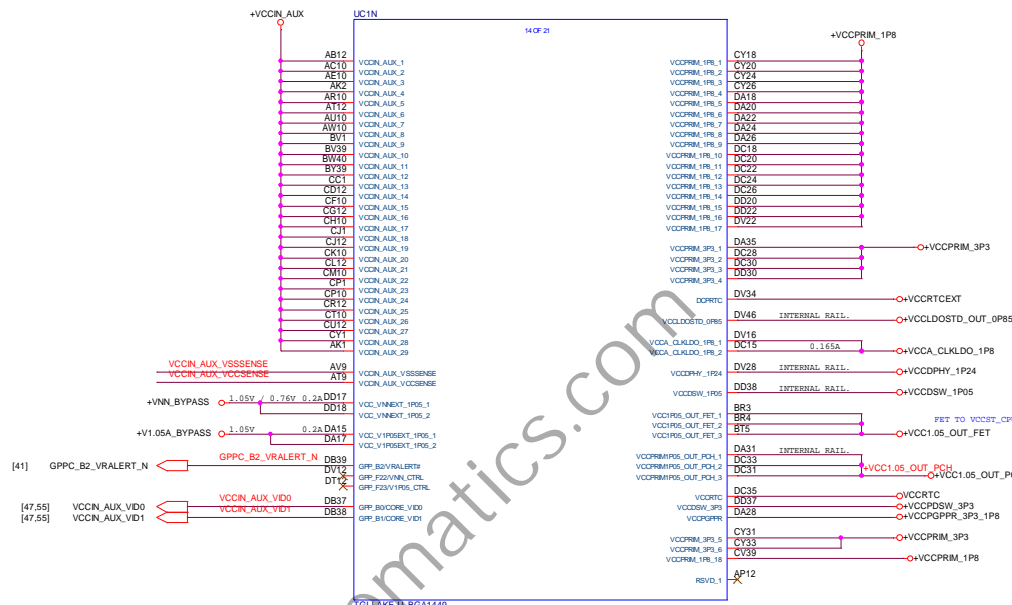 +VCCIN_AUX
UC1N
14 OF 21
+VCCPRIM_1P8
AB12 VCCIN_AUX_1
AC10 VCCIN_AUX_2
AE10 VCCIN_AUX_3
AK2 VCCIN_AUX_4
AR10 VCCIN_AUX_5
AT12 VCCIN_AUX_6
AU10 VCCIN_AUX_7
AW10 VCCIN_AUX_8
BV1 VCCIN_AUX_9
BV39 VCCIN_AUX_10
BW40 VCCIN_AUX_11
BY39 VCCIN_AUX_12
CC1 VCCIN_AUX_13
CD12 VCCIN_AUX_14
CF10 VCCIN_AUX_15
CG12 VCCIN_AUX_16
CH10 VCCIN_AUX_17
CJ1 VCCIN_AUX_18
CJ12 VCCIN_AUX_19
CK10 VCCIN_AUX_20
CL12 VCCIN_AUX_21
CM10 VCCIN_AUX_22
CP1 VCCIN_AUX_23
CP10 VCCIN_AUX_24
CR12 VCCIN_AUX_25
CT10 VCCIN_AUX_26
CU12 VCCIN_AUX_27
CY1 VCCIN_AUX_28
AK1 VCCIN_AUX_29
VCCIN_AUX_VSSSENSE AV9 VCCIN_AUX_VSSSENSE
VCCIN_AUX_VCCSENSE AT9 VCCIN_AUX_VCCSENSE
+VNN_BYPASS 1.05V / 0.76V 0.2A DD17 VCC_VNNEXT_1P05_1
DD18 VCC_VNNEXT_1P05_2
+V1.05A_BYPASS 1.05V 0.2A DA15 VCC_V1P05EXT_1P05_1
DA17 VCC_V1P05EXT_1P05_2
[41] GPPC_B2_VRALERT_N GPPC_B2_VRALERT_N DB39 GPP_B2/VRALERT#
DV12 GPP_F22/VNN_CTRL
DT12 GPP_F23/V1P05_CTRL
[47,55] VCCIN_AUX_VID0 VCCIN_AUX_VID0 DB37 GPP_B0/CORE_VID0
[47,55] VCCIN_AUX_VID1 VCCIN_AUX_VID1 DB38 GPP_B1/CORE_VID1
VCCPRIM_1P8_1 CY18
VCCPRIM_1P8_2 CY20
VCCPRIM_1P8_3 CY24
VCCPRIM_1P8_4 CY26
VCCPRIM_1P8_5 DA18
VCCPRIM_1P8_6 DA20
VCCPRIM_1P8_7 DA22
VCCPRIM_1P8_8 DA24
VCCPRIM_1P8_9 DA26
VCCPRIM_1P8_10 DC18
VCCPRIM_1P8_11 DC20
VCCPRIM_1P8_12 DC22
VCCPRIM_1P8_13 DC24
VCCPRIM_1P8_14 DC26
VCCPRIM_1P8_15 DD20
VCCPRIM_1P8_16 DD22
VCCPRIM_1P8_17 DV22
VCCPRIM_3P3_1 DA35 +VCCPRIM_3P3
VCCPRIM_3P3_2 DC28
VCCPRIM_3P3_3 DC30
VCCPRIM_3P3_4 DD30
DCPRTC DV34 +VCCRTCEXT
VCCLDOSTD_0P85 DV46 INTERNAL RAIL. +VCCLDOSTD_OUT_0P85
VCCA_CLKLDO_1P8_1 DV16
VCCA_CLKLDO_1P8_2 DC15 0.165A +VCCA_CLKLDO_1P8
VCCDPHY_1P24 DV28 INTERNAL RAIL. +VCCDPHY_1P24
VCCDSW_1P05 DD38 INTERNAL RAIL. +VCCDSW_1P05
VCC1P05_OUT_FET_1 BR3
VCC1P05_OUT_FET_2 BR4 FET TO VCCST_CP
VCC1P05_OUT_FET_3 BT5 +VCC1.05_OUT_FET
VCCPRIM1P05_OUT_PCH_1 DA31 INTERNAL RAIL.
VCCPRIM1P05_OUT_PCH_2 DC33 +VCC1.05_OUT_PCH
VCCPRIM1P05_OUT_PCH_3 DC31 +VCC1.05_OUT_P
VCCRTC DC35 VCCRTC
VCCDSW_3P3 DD37 +VCCPDSW_3P3
VCCPGPPR DA28 +VCCPGPPR_3P3_1P8
VCCPRIM_3P3_5 CY31 +VCCPRIM_3P3
VCCPRIM_3P3_6 CY33
VCCPRIM_1P8_18 CV39 +VCCPRIM_1P8
RSVD_1 AP12
omatics.com